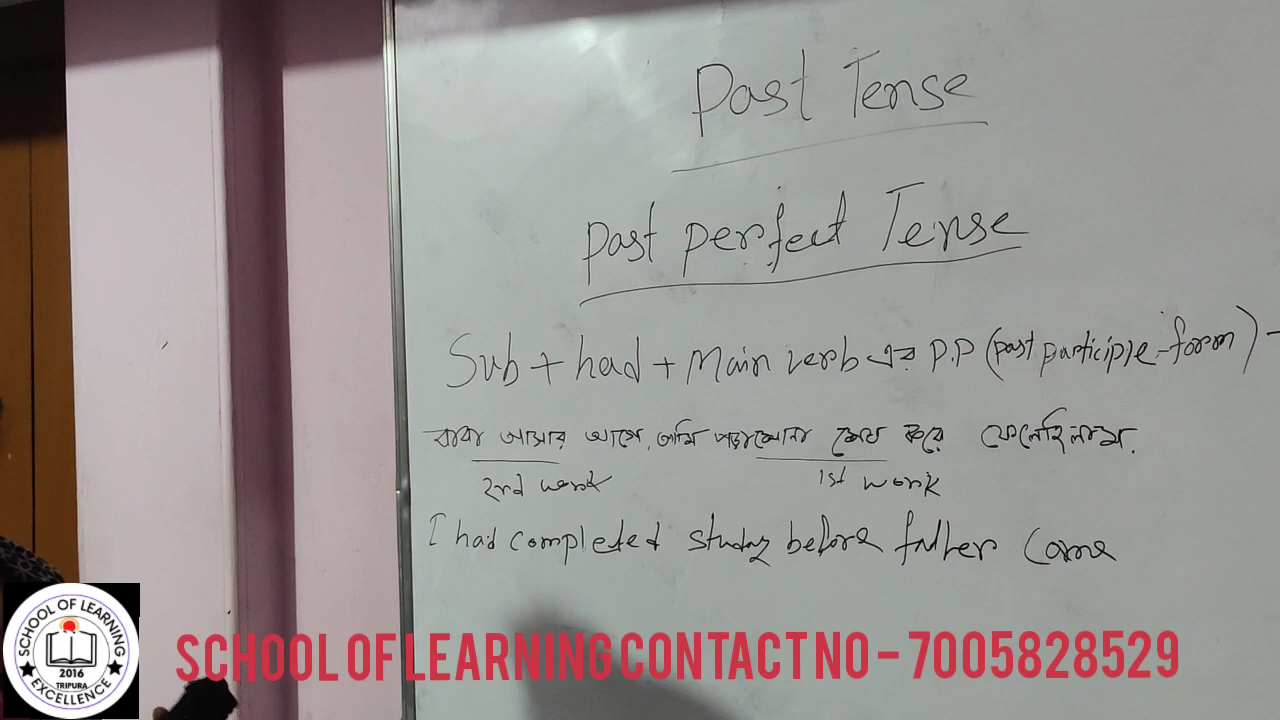 Past Tense
Past perfect Tense
Sub + had + Main verb এর P.P (past participle form)
বাবা আসার আগে, আমি পড়াশোনা শেষ করে ফেলেছিলাম.
2nd work 1st work
I had completed study before father came
SCHOOL OF LEARNING
2016
TRIPURA
EXCELLENCE
SCHOOL OF LEARNING CONTACT NO - 7005828529